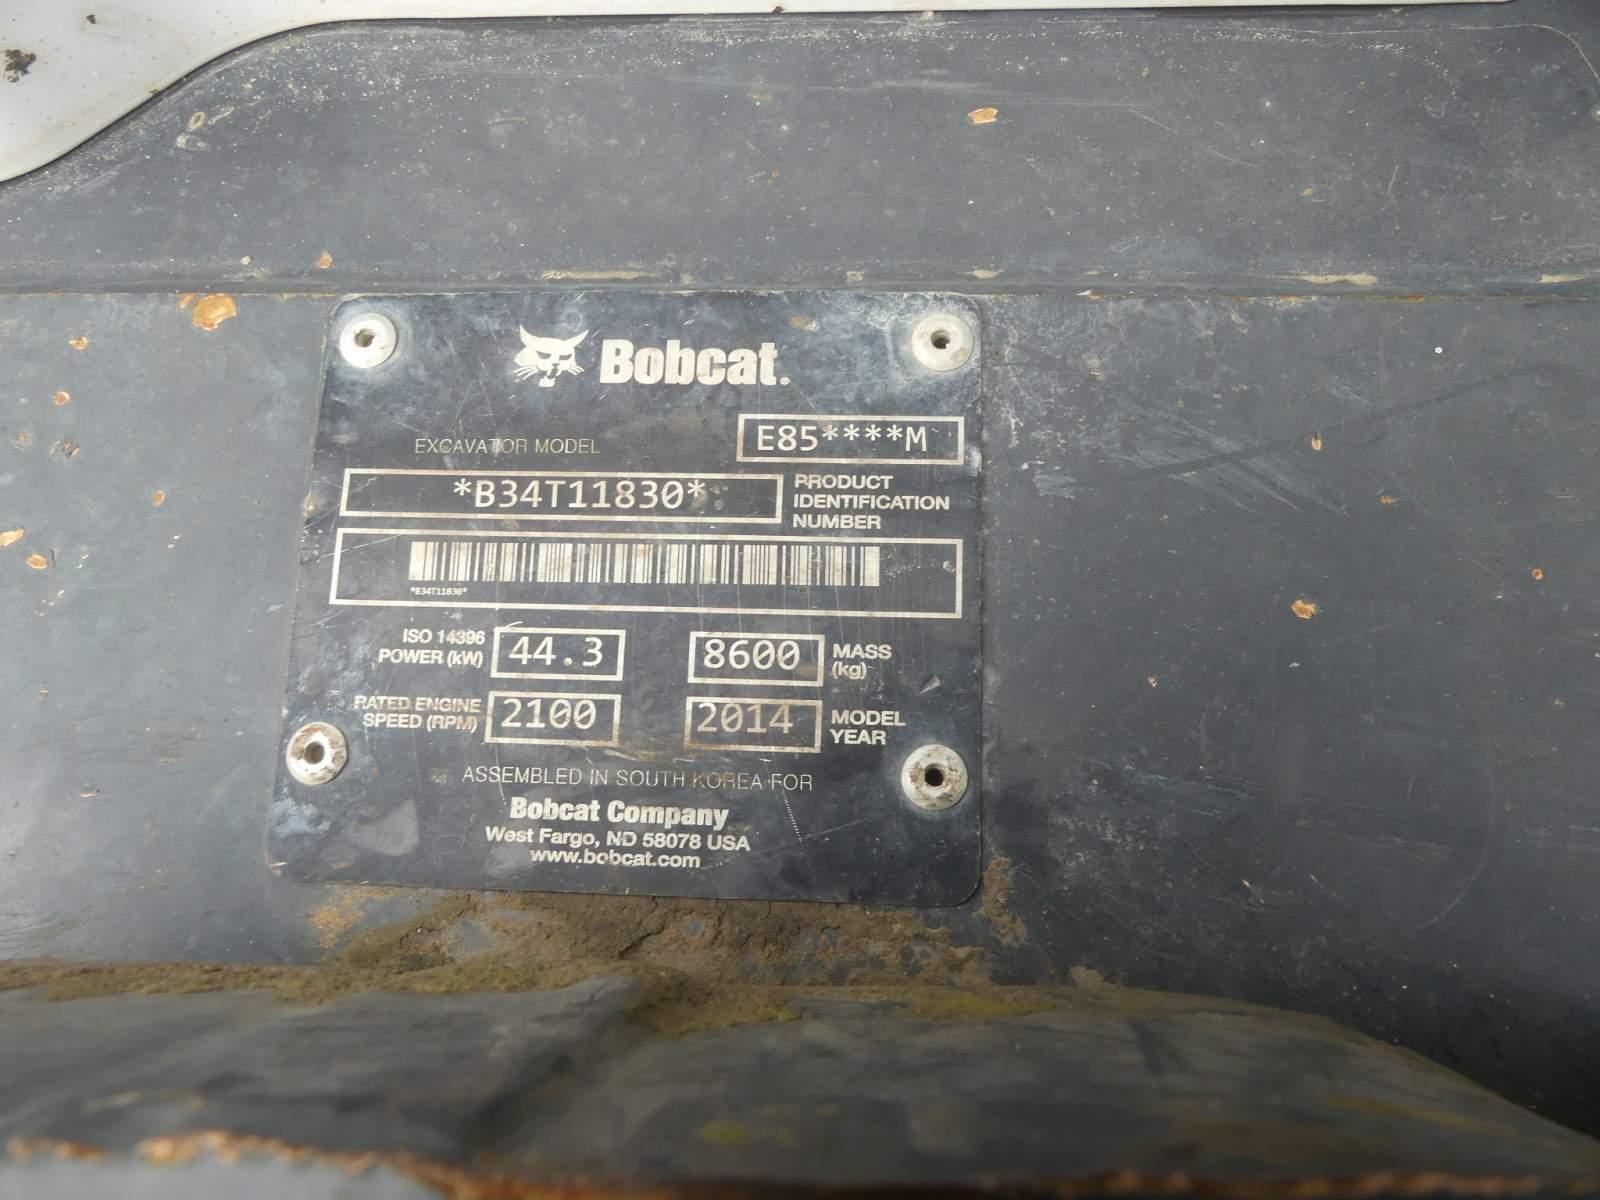 Bobcat.
EXCAVATOR MODEL E85****M
*B34T11830* PRODUCT
IDENTIFICATION
NUMBER
*B34T11830*
ISO 14396
POWER (kW) 44.3 8600 MASS
(kg)
RATED ENGINE
SPEED (RPM) 2100 2014 MODEL
YEAR
ASSEMBLED IN SOUTH KOREA FOR
Bobcat Company
West Fargo, ND 58078 USA
www.bobcat.com